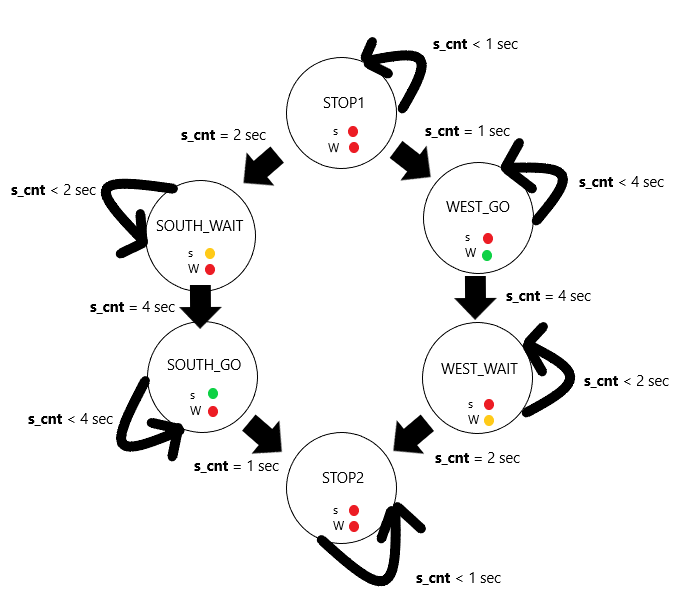 s_cnt < 1 sec
STOP1
s
W
s_cnt = 2 sec
s_cnt = 1 sec
s_cnt < 2 sec
SOUTH_WAIT
s
W
WEST_GO
s
W
s_cnt < 4 sec
s_cnt = 4 sec
s_cnt = 4 sec
SOUTH_GO
s
W
WEST_WAIT
s
W
s_cnt < 2 sec
s_cnt < 4 sec
s_cnt = 1 sec
s_cnt = 2 sec
STOP2
s
W
s_cnt < 1 sec